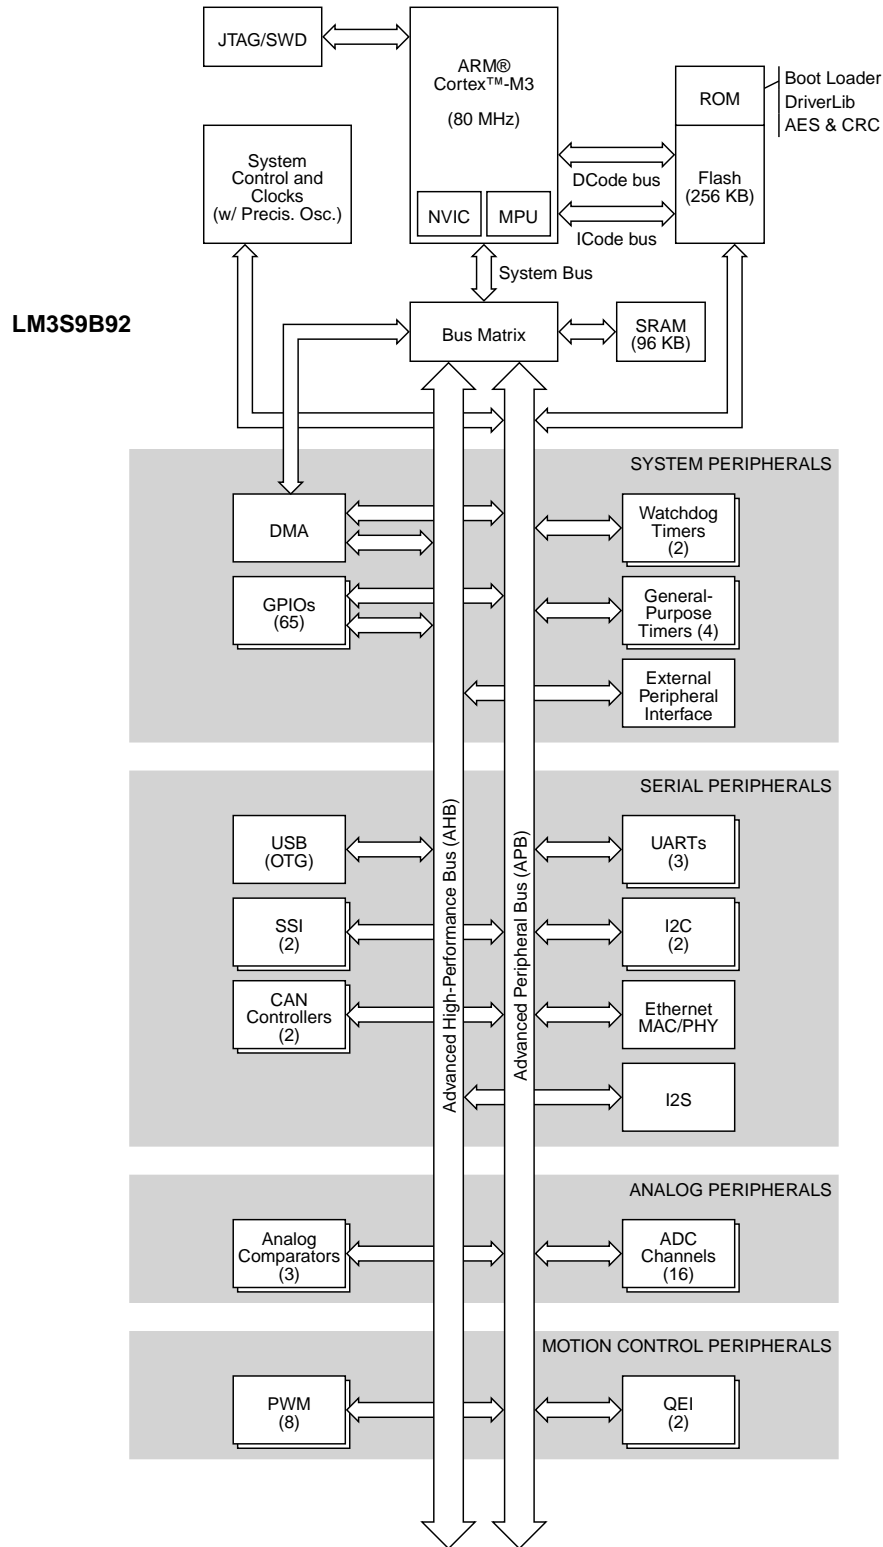 JTAG/SWD
ARM®
Cortex™-M3
(80 MHz)
NVIC
MPU
ROM
Boot Loader
DriverLib
AES & CRC
Flash
(256 KB)
DCode bus
ICode bus
System
Control and
Clocks
(w/ Precis. Osc.)
System Bus
LM3S9B92
Bus Matrix
SRAM
(96 KB)
SYSTEM PERIPHERALS
DMA
Watchdog
Timers
(2)
GPIOs
(65)
General-
Purpose
Timers (4)
External
Peripheral
Interface
Advanced High-Performance Bus (AHB)
Advanced Peripheral Bus (APB)
SERIAL PERIPHERALS
USB
(OTG)
UARTs
(3)
SSI
(2)
I2C
(2)
CAN
Controllers
(2)
Ethernet
MAC/PHY
I2S
ANALOG PERIPHERALS
Analog
Comparators
(3)
ADC
Channels
(16)
MOTION CONTROL PERIPHERALS
PWM
(8)
QEI
(2)